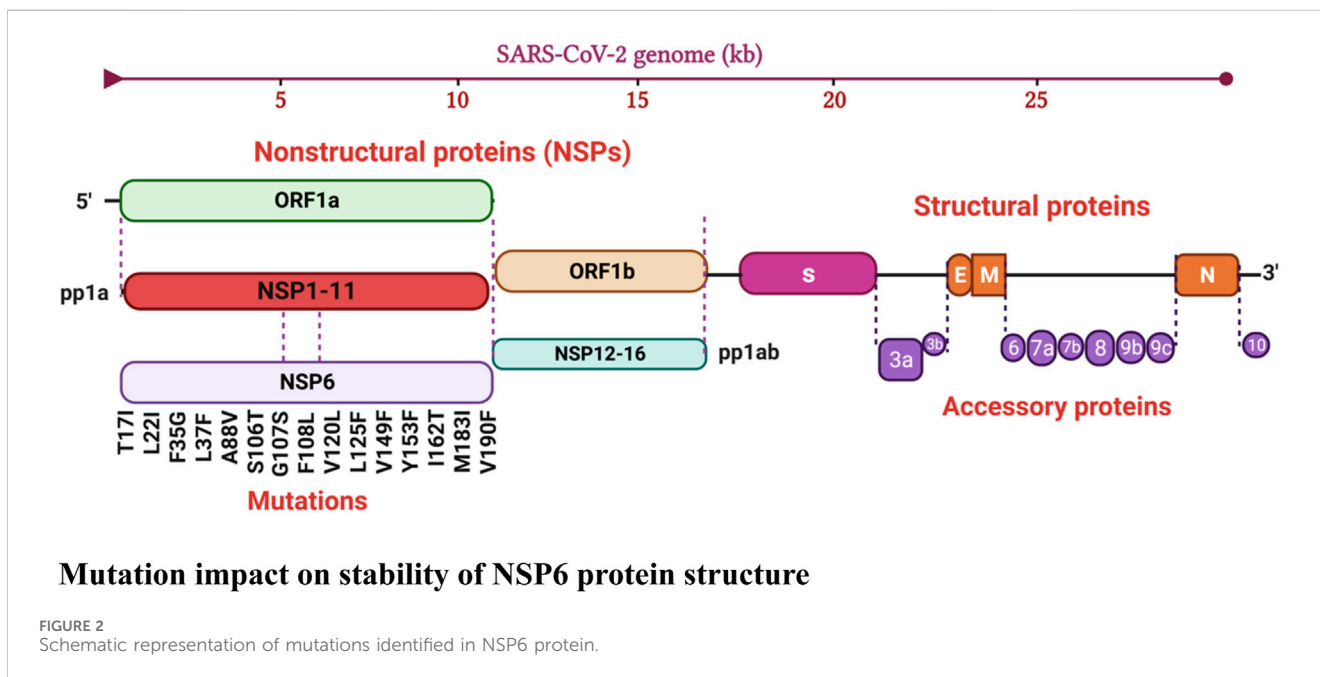 SARS-CoV-2 genome (kb)
5 10 15 20 25
Nonstructural proteins (NSPs)
5' ORF1a
Structural proteins
ORF1b S E M N 3'
pp1a NSP1-11
NSP12-16 pp1ab 3a 3b 6 7a 7b 8 9b 9c 10
NSP6
Accessory proteins
T17I L22I F35G L37F A88V S106T G107S F108L V120L L125F V149F Y153F I162T M183I V190F
Mutations
Mutation impact on stability of NSP6 protein structure
FIGURE 2
Schematic representation of mutations identified in NSP6 protein.